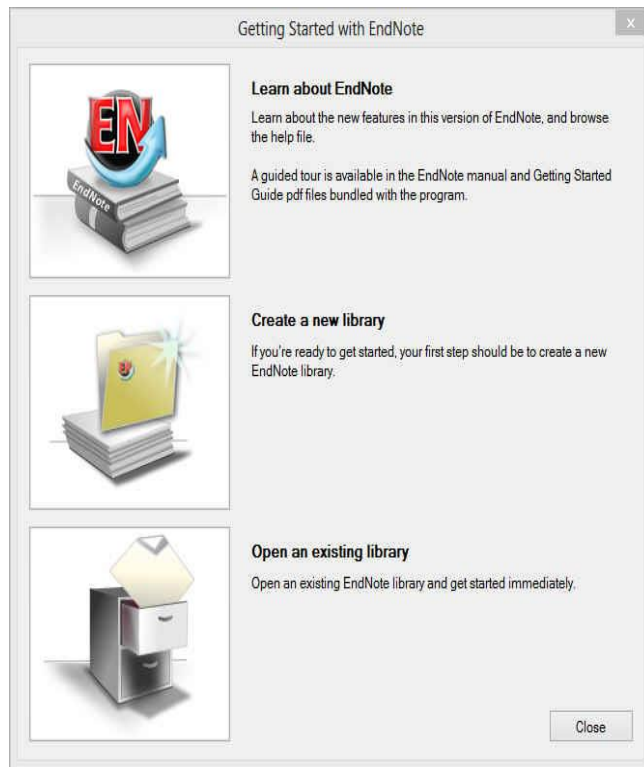 Getting Started with EndNote
x
EN
EndNote
Learn about EndNote
Learn about the new features in this version of EndNote, and browse
the help file.
A guided tour is available in the EndNote manual and Getting Started
Guide pdf files bundled with the program.
EN
Create a new library
If you're ready to get started, your first step should be to create a new
EndNote library.
Open an existing library
Open an existing EndNote library and get started immediately.
Close